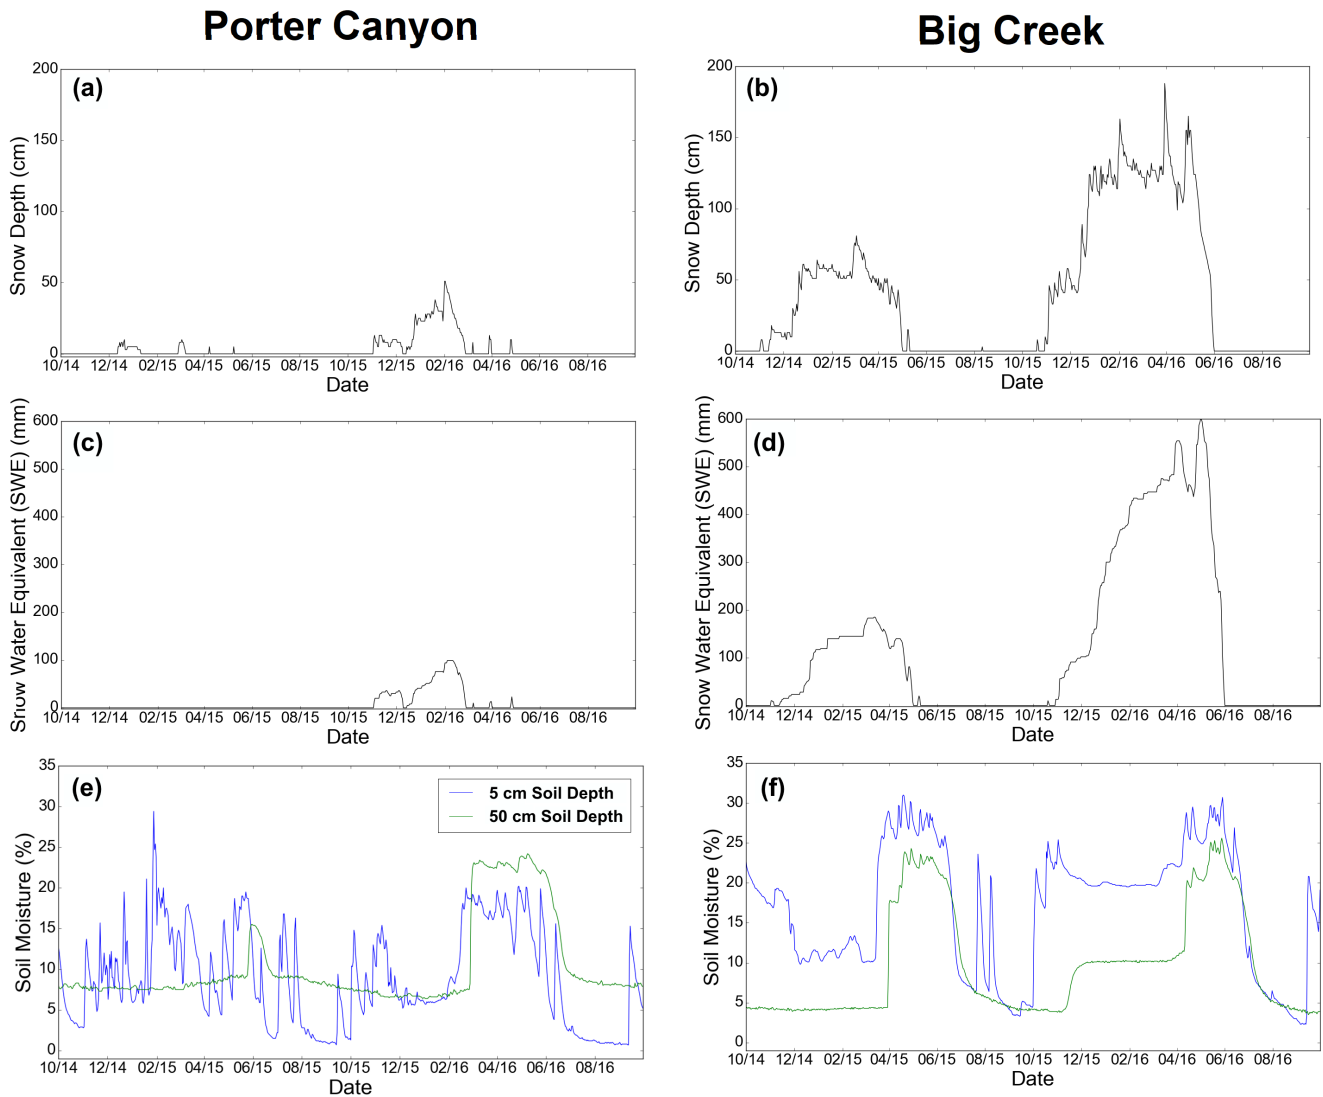 Porter Canyon
Big Creek
(a)
Snow Depth (cm)
200
150
100
50
0
10/14 12/14 02/15 04/15 06/15 08/15 10/15 12/15 02/16 04/16 06/16 08/16
Date
(b)
Snow Depth (cm)
200
150
100
50
0
10/14 12/14 02/15 04/15 06/15 08/15 10/15 12/15 02/16 04/16 06/16 08/16
Date
(c)
Snow Water Equivalent (SWE) (mm)
600
500
400
300
200
100
0
10/14 12/14 02/15 04/15 06/15 08/15 10/15 12/15 02/16 04/16 06/16 08/16
Date
(d)
Snow Water Equivalent (SWE) (mm)
600
500
400
300
200
100
0
10/14 12/14 02/15 04/15 06/15 08/15 10/15 12/15 02/16 04/16 06/16 08/16
Date
(e)
Soil Moisture (%)
35
30
25
20
15
10
5
0
5 cm Soil Depth
50 cm Soil Depth
10/14 12/14 02/15 04/15 06/15 08/15 10/15 12/15 02/16 04/16 06/16 08/16
Date
(f)
Soil Moisture (%)
35
30
25
20
15
10
5
0
10/14 12/14 02/15 04/15 06/15 08/15 10/15 12/15 02/16 04/16 06/16 08/16
Date